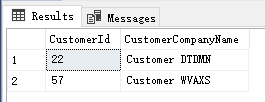 Results Messages
CustomerId CustomerCompanyName
1 22 Customer DTDMN
2 57 Customer WVAXS